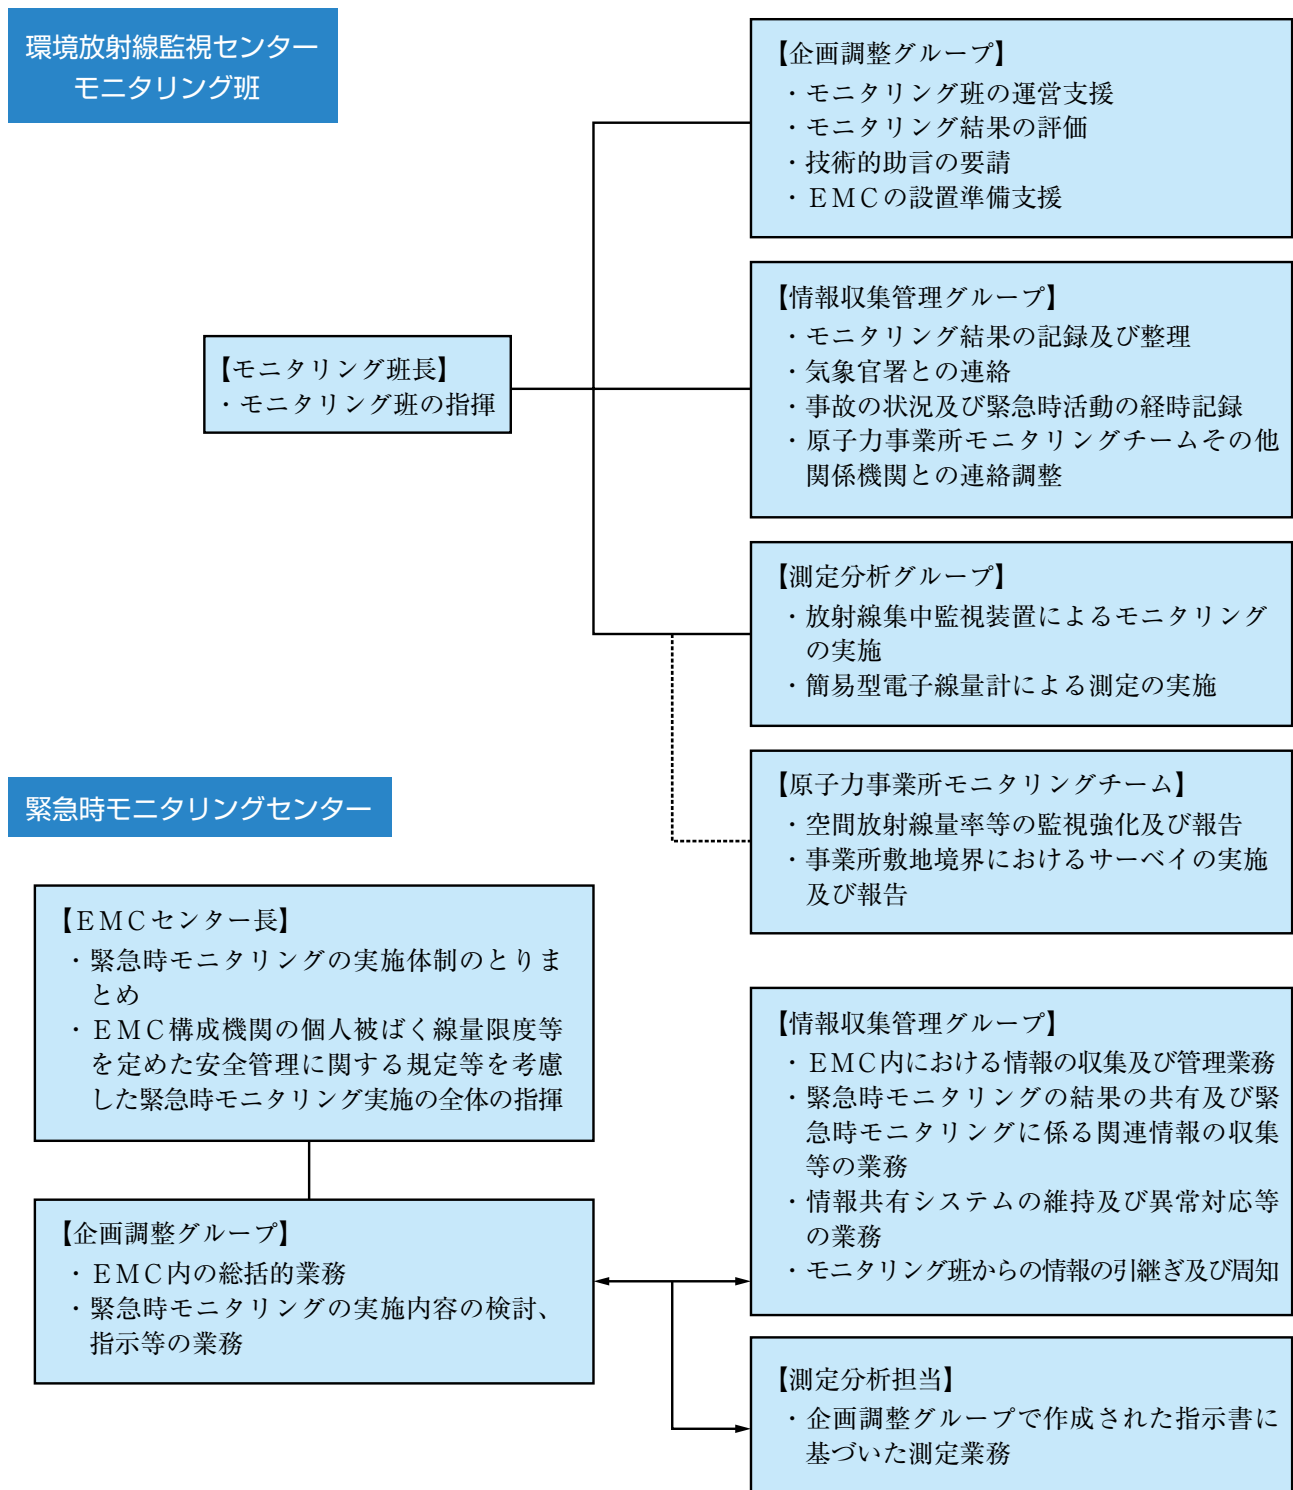 環境放射線監視センター
モニタリング班
【企画調整グループ】
・モニタリング班の運営支援
・モニタリング結果の評価
・技術的助言の要請
・ＥＭＣの設置準備支援
【情報収集管理グループ】
・モニタリング結果の記録及び整理
・気象官署との連絡
・事故の状況及び緊急時活動の経時記録
・原子力事業所モニタリングチームその他
関係機関との連絡調整
【モニタリング班長】
・モニタリング班の指揮
【測定分析グループ】
・放射線集中監視装置によるモニタリング
の実施
・簡易型電子線量計による測定の実施
【原子力事業所モニタリングチーム】
・空間放射線量率等の監視強化及び報告
・事業所敷地境界におけるサーベイの実施
及び報告
緊急時モニタリングセンター
【ＥＭＣセンター長】
・緊急時モニタリングの実施体制のとりま
とめ
・ＥＭＣ構成機関の個人被ばく線量限度等
を定めた安全管理に関する規定等を考慮
した緊急時モニタリング実施の全体の指揮
【企画調整グループ】
・ＥＭＣ内の総括的業務
・緊急時モニタリングの実施内容の検討、
指示等の業務
【情報収集管理グループ】
・ＥＭＣ内における情報の収集及び管理業務
・緊急時モニタリングの結果の共有及び緊
急時モニタリングに係る関連情報の収集
等の業務
・情報共有システムの維持及び異常対応等
の業務
・モニタリング班からの情報の引継ぎ及び周知
【測定分析担当】
・企画調整グループで作成された指示書に
基づいた測定業務